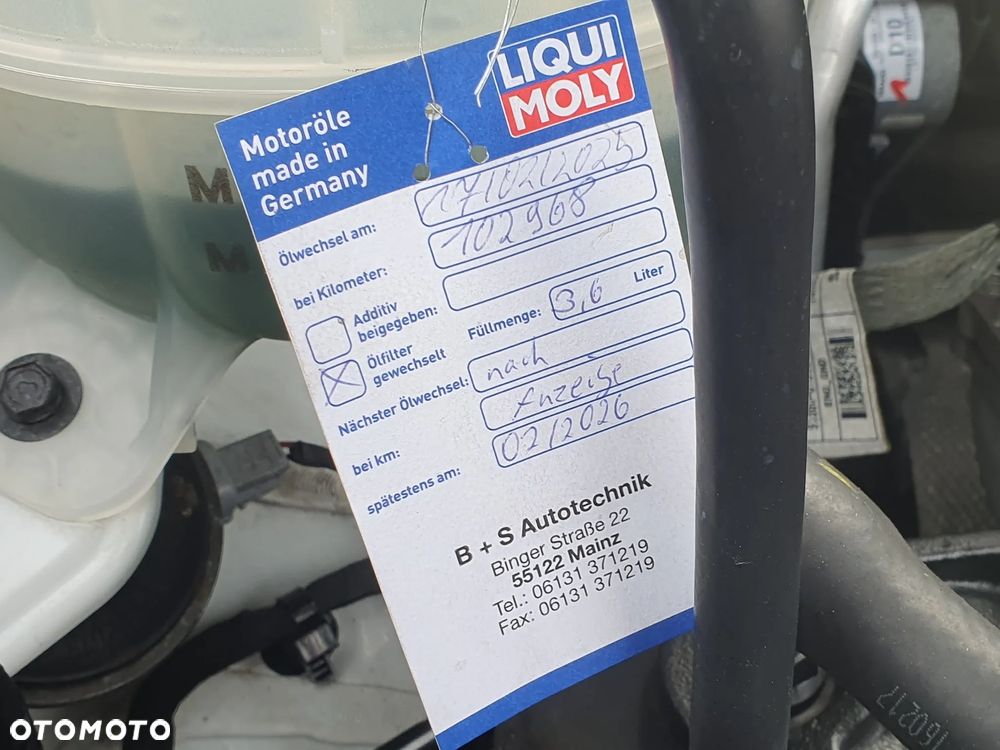 LIQUI
MOLY
Motoröle
made in
Germany
Ölwechsel am: 17/02/2025
bei Kilometer: 102968
Additiv
beigegeben:
Ölfilter
gewechselt
Füllmenge: 3,6 Liter
Nächster Ölwechsel: nach
bei km: Anzeige
spätestens am: 02/2026
B + S Autotechnik
Binger Straße 22
55122 Mainz
Tel.: 06131 371219
Fax: 06131 371219
D10
OTOMOTO